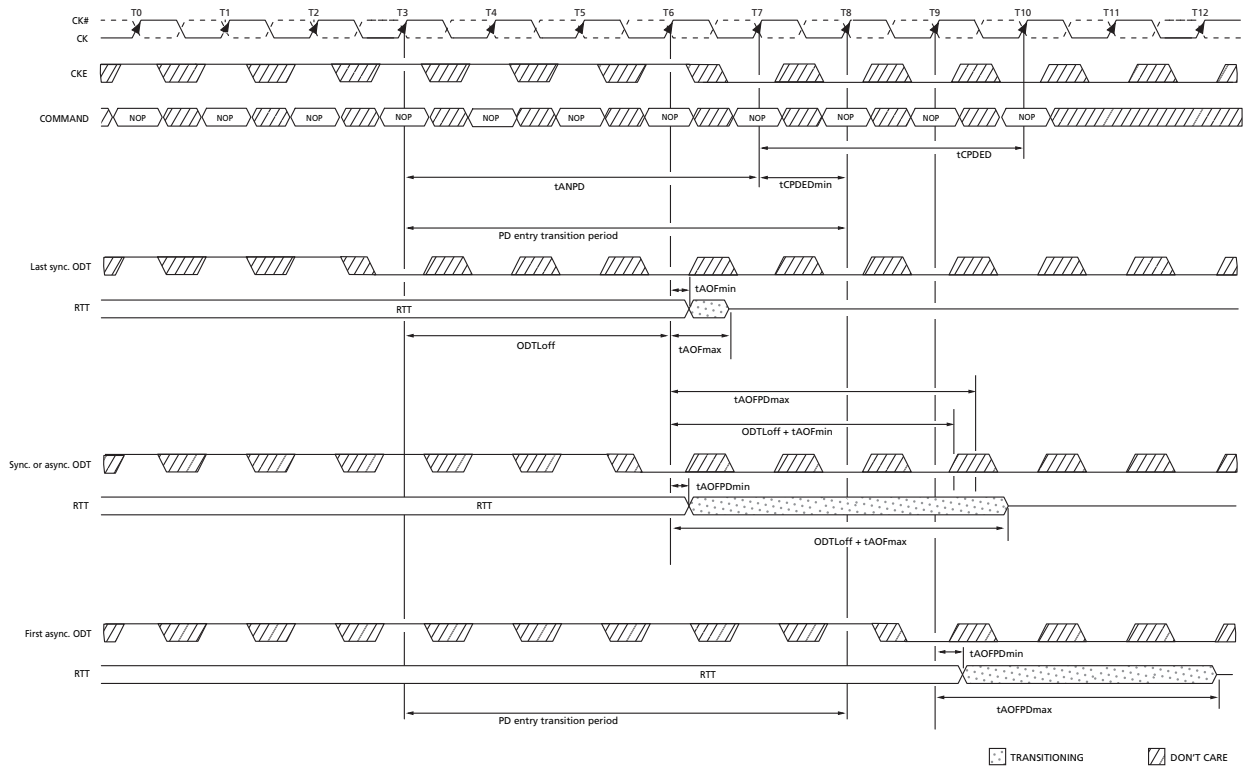 T0 T1 T2 T3 T4 T5 T6 T7 T8 T9 T10 T11 T12
CK#
CK
CKE
COMMAND NOP NOP NOP NOP NOP NOP NOP NOP NOP NOP NOP
tCPDED
tANPD tCPDEDmin
PD entry transition period
Last sync. ODT
tAOFmin
RTT RTT
ODTLoff tAOFmax
tAOFPDmax
ODTLoff + tAOFmin
Sync. or async. ODT
tAOFPDmin
RTT RTT
ODTLoff + tAOFmax
First async. ODT
tAOFPDmin
RTT RTT
tAOFPDmax
PD entry transition period
TRANSITIONING DON'T CARE